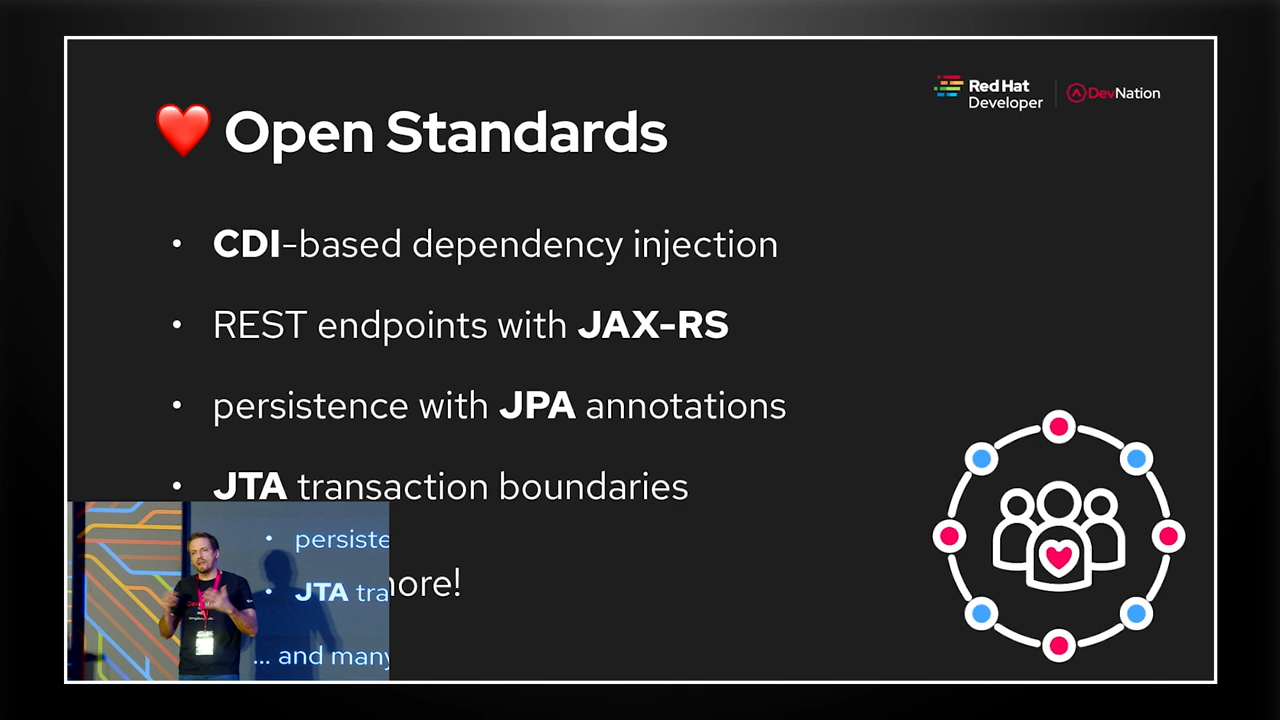 Red Hat
Developer
DevNation
❤️ Open Standards
• CDI-based dependency injection
• REST endpoints with JAX-RS
• persistence with JPA annotations
• JTA transaction boundaries
more!
• persiste
• JTA tra
... and many